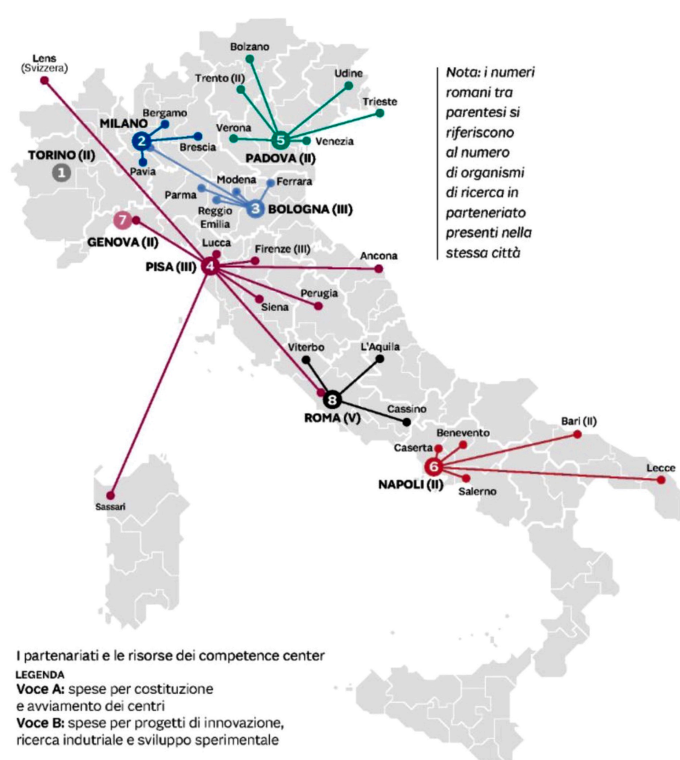 Bolzano
Lens
(Svizzera)
Trento (II)
Udine
Trieste
Bergamo
MILANO
2
Brescia
Verona
5
Venezia
PADOVA (II)
TORINO (II)
1
Pavia
Modena
Ferrara
Parma
3
BOLOGNA (III)
Reggio
Emilia
7
GENOVA (II)
Lucca
Firenze (III)
Ancona
PISA (III)
4
Siena
Perugia
Viterbo
L'Aquila
8
ROMA (V)
Cassino
Bari (II)
Benevento
Caserta
6
Lecce
NAPOLI (II)
Salerno
Sassari
Nota: i numeri
romani tra
parentesi si
riferiscono
al numero
di organismi
di ricerca in
parteneriato
presenti nella
stessa città
I partenariati e le risorse dei competence center
LEGENDA
Voce A: spese per costituzione
e avviamento dei centri
Voce B: spese per progetti di innovazione,
ricerca indutriale e sviluppo sperimentale